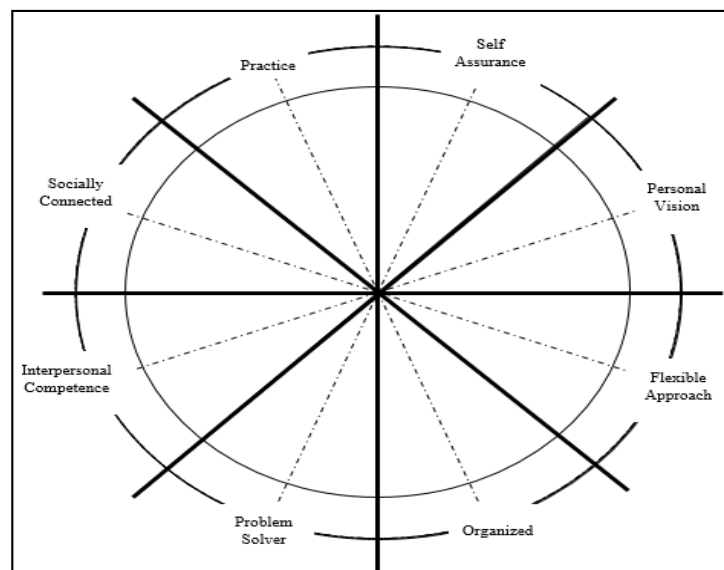 Self
Assurance
Practice
Socially
Connected
Personal
Vision
Interpersonal
Competence
Flexible
Approach
Problem
Solver
Organized